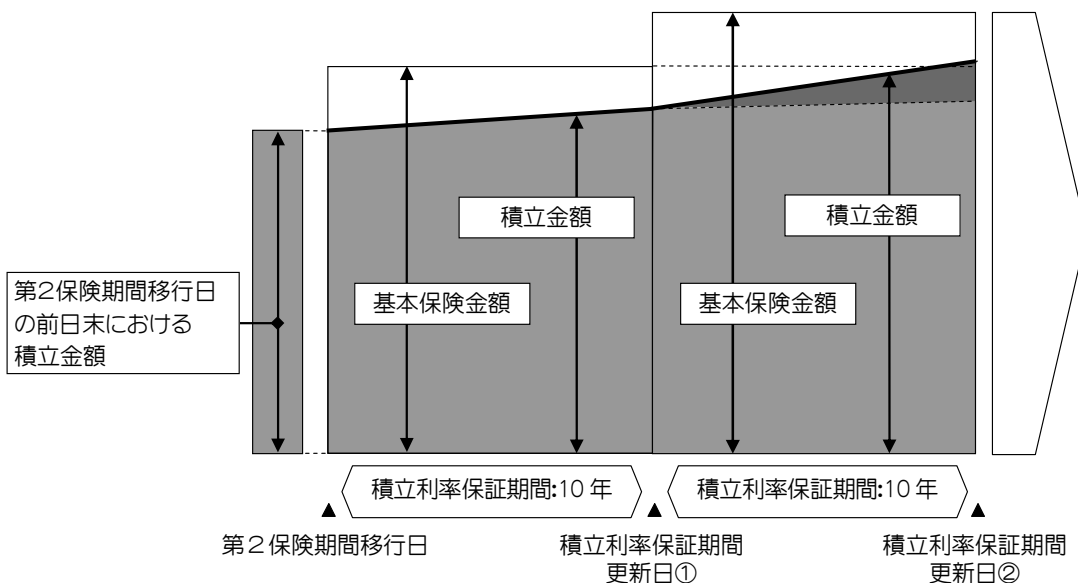 積立金額
積立金額
第2保険期間移行日
の前日末における
積立金額
基本保険金額
基本保険金額
積立利率保証期間:10年
積立利率保証期間:10年
▲
▲
▲
第2保険期間移行日
積立利率保証期間
更新日①
積立利率保証期間
更新日②